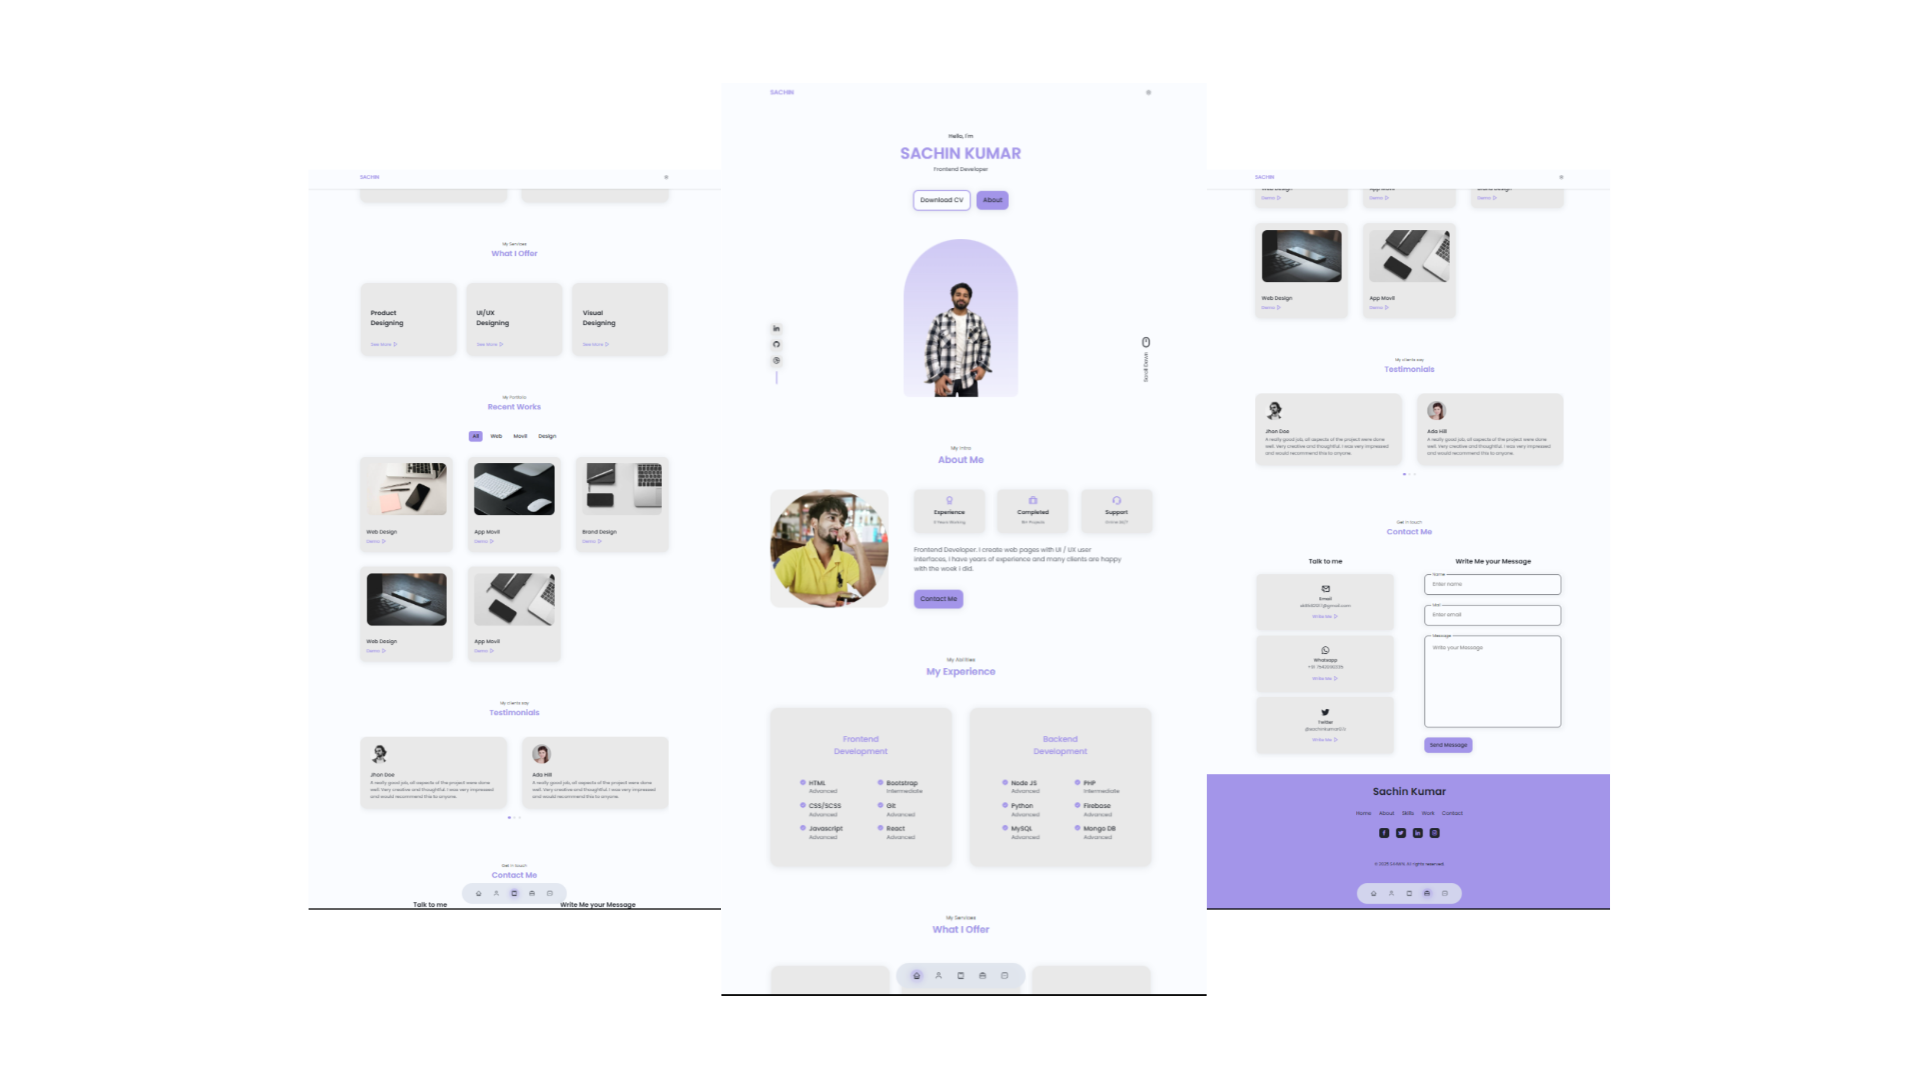 SACHIN
What I Offer
My Services
Product
Designing
See More
UI/UX
Designing
See More
Visual
Designing
See More
My Portfolio
Recent Works
All
Web
Movil
Design
Web Design
Demo
App Movil
Demo
Brand Design
Demo
Web Design
Demo
App Movil
Demo
My clients say
Testimonials
Jhon Doe
A really good job, all aspects of the project were done
well. Very creative and thoughtful. I was very impressed
and would recommend this to anyone.
Ada Hill
A really good job, all aspects of the project were done
well. Very creative and thoughtful. I was very impressed
and would recommend this to anyone.
Get in touch
Contact Me
Talk to me
Write Me your Message
SACHIN
Hello, I'm
SACHIN KUMAR
Frontend Developer
Download CV
About
Scroll Down
My Intro
About Me
Experience
Completed
Support
Online 24/7
Frontend Developer. I create web pages with UI / UX user
interfaces, I have years of experience and many clients are happy
with the week I did.
Contact Me
My Abilities
My Experience
Frontend
Development
HTML
Advanced
Bootstrap
Intermediate
CSS/SCSS
Advanced
Git
Advanced
Javascript
Advanced
React
Advanced
Backend
Development
Node JS
Advanced
PHP
Intermediate
Python
Advanced
Firebase
Advanced
MySQL
Advanced
Mongo DB
Advanced
My Services
What I Offer
SACHIN
Web Design
Demo
App Movil
Demo
Brand Design
Demo
Web Design
Demo
App Movil
Demo
My clients say
Testimonials
Jhon Doe
A really good job, all aspects of the project were done
well. Very creative and thoughtful. I was very impressed
and would recommend this to anyone.
Ada Hill
A really good job, all aspects of the project were done
well. Very creative and thoughtful. I was very impressed
and would recommend this to anyone.
Get in touch
Contact Me
Talk to me
Email
Write Me
Whatsapp
Write Me
Twitter
Write Me
Write Me your Message
Name
Enter name
Enter email
Message
Write your Message
Send Message
Sachin Kumar
Home
About
Skills
Work
Contact
All rights reserved